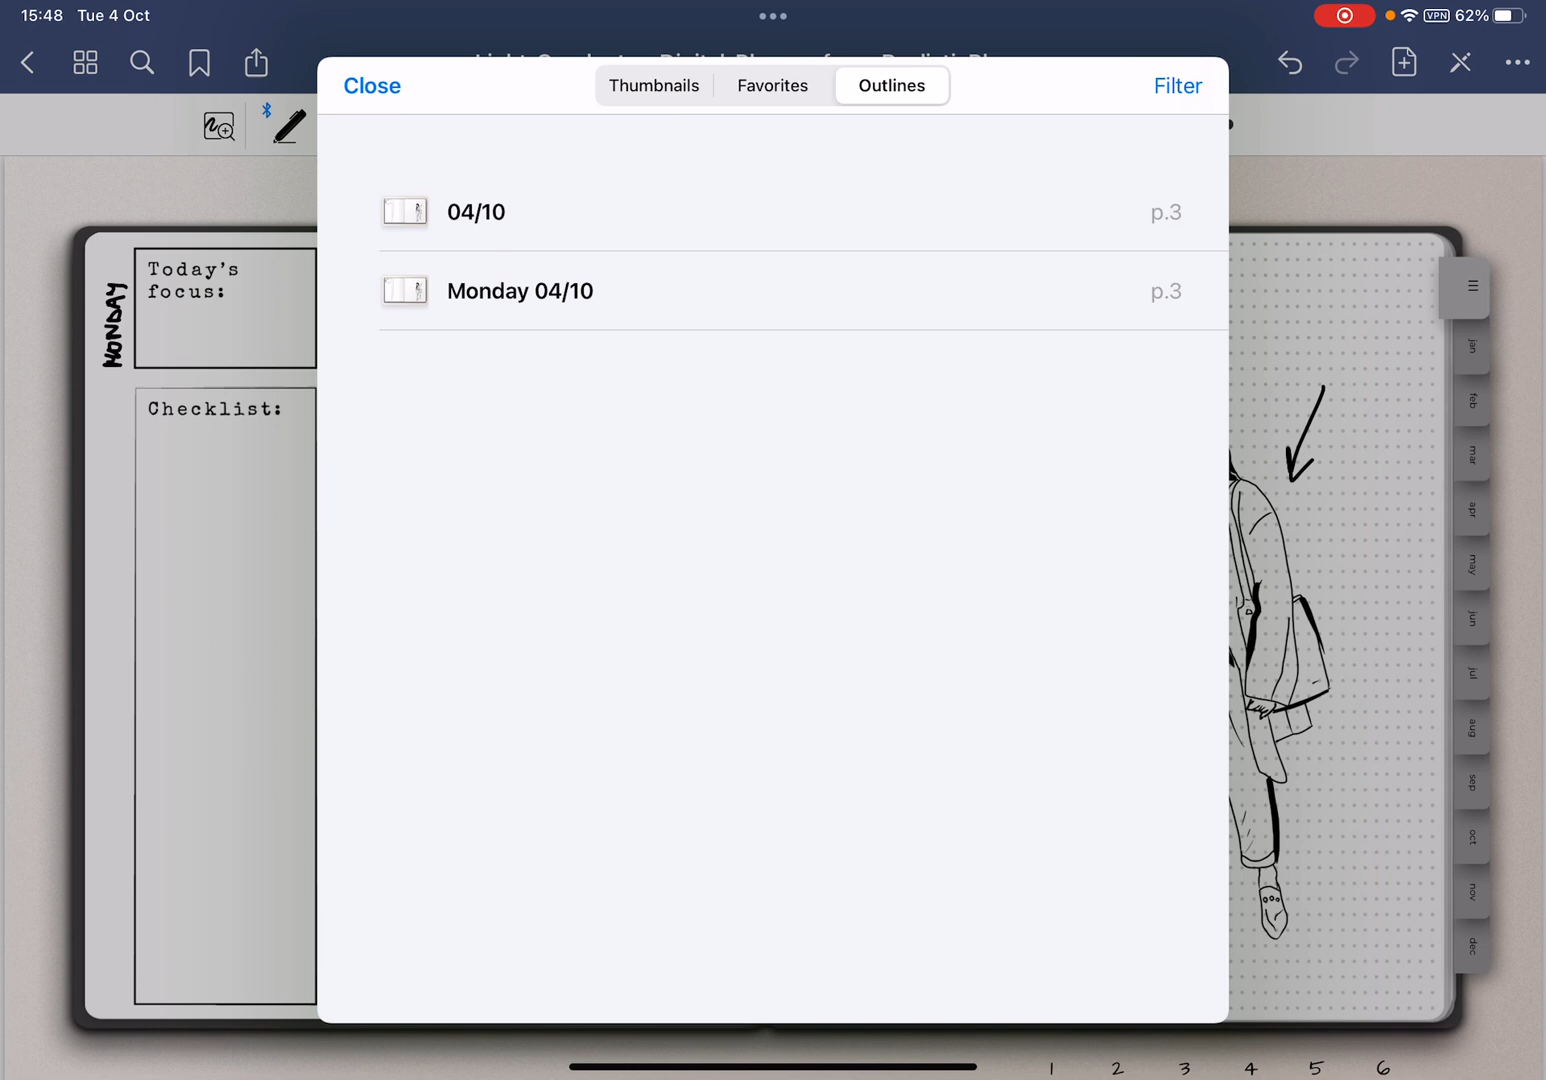 15:48 Tue 4 Oct
VPN 62%
Close
Thumbnails
Favorites
Outlines
Filter
04/10
p.3
Monday 04/10
p.3
MONDAY
Today's
focus:
Checklist:
jan
feb
mar
apr
may
jun
jul
aug
sep
oct
nov
dec
1 2 3 4 5 6